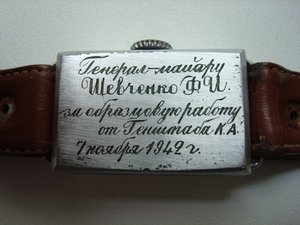 Генерал-майору
Шевченко Ф.И.
за образцовую работу
от Генштаба К.А.
7 ноября 1942 г.